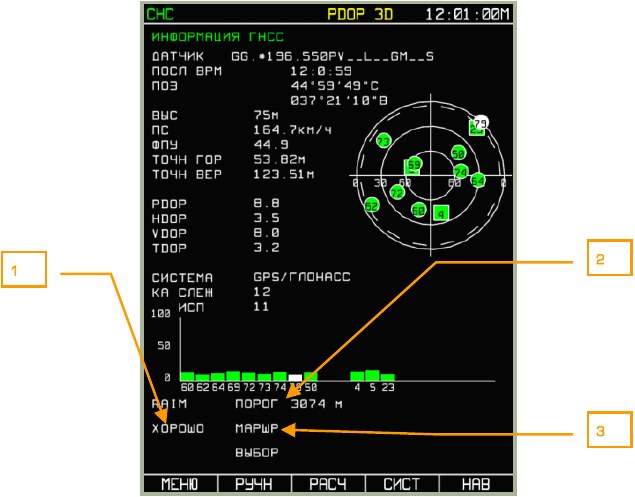 СНС PDOP 3D 12:01:00М
ИНФОРМАЦИЯ ГНСС
ДАТЧИК GG.*196.550PV__L__GM__S
ПОСЛ ВРМ 12:0:59
ПОЗ 44°59'49"С
037°21'10"В
ВЫС 75м
ПС 164.7км/ч
ФПУ 44.9
ТОЧН ГОР 53.82м
ТОЧН ВЕР 123.51м
PDOP 8.8
HDOP 3.5
VDOP 8.0
TDOP 3.2
79
73
50
69
74
64
0 30 60 60 0
72
62
60
4
1
2
СИСТЕМА GPS/ГЛОНАСС
КА СЛЕЖ 12
ИСП 11
100
50
0
60 62 64 69 72 73 74 50 4 5 23
RAIM ПОРОГ 3074 м
ХОРОШО МАРШР
3
ВЫБОР
МЕНЮ РУЧН РАСЧ СИСТ НАВ